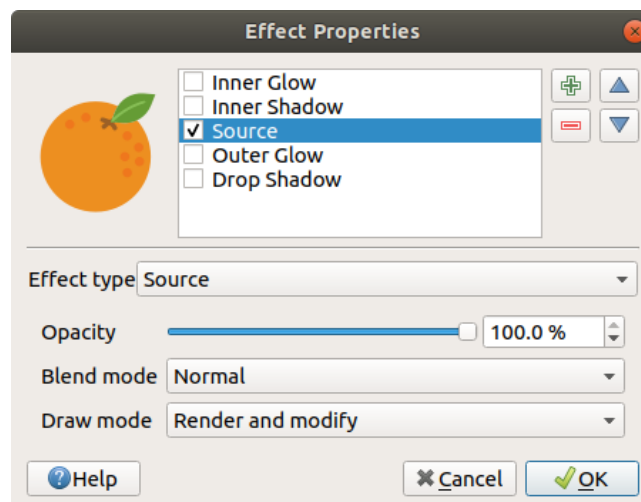 Effect Properties
Inner Glow
Inner Shadow
Source
Outer Glow
Drop Shadow
Effect type Source
Opacity 100.0 %
Blend mode Normal
Draw mode Render and modify
Help Cancel OK